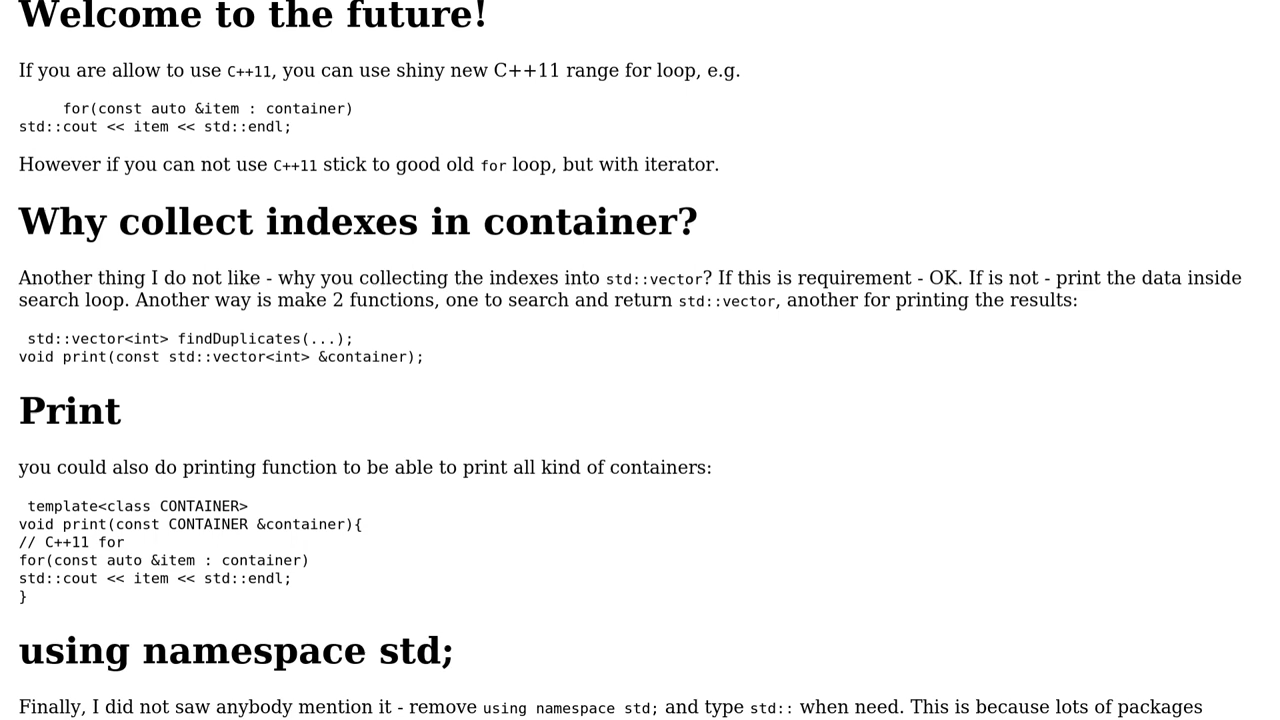 Welcome to the future!
If you are allow to use C++11, you can use shiny new C++11 range for loop, e.g.
for(const auto &item : container)
std::cout << item << std::endl;
However if you can not use C++11 stick to good old for loop, but with iterator.
Why collect indexes in container?
Another thing I do not like - why you collecting the indexes into std::vector? If this is requirement - OK. If is not - print the data inside
search loop. Another way is make 2 functions, one to search and return std::vector, another for printing the results:
std::vector<int> findDuplicates(...);
void print(const std::vector<int> &container);
Print
you could also do printing function to be able to print all kind of containers:
template<class CONTAINER>
void print(const CONTAINER &container){
// C++11 for
for(const auto &item : container)
std::cout << item << std::endl;
}
using namespace std;
Finally, I did not saw anybody mention it - remove using namespace std; and type std:: when need. This is because lots of packages